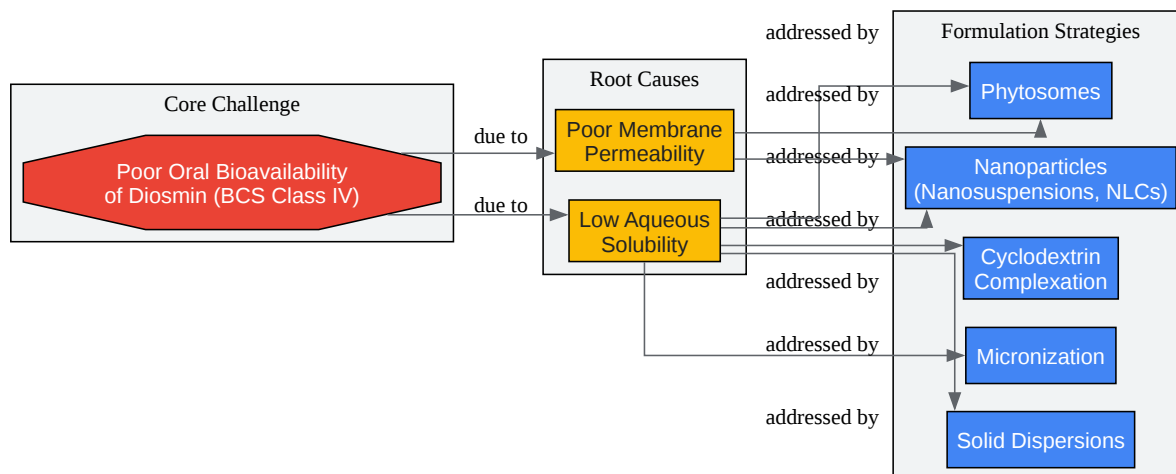 Core Challenge
Poor Oral Bioavailability
of Diosmin (BCS Class IV)
due to
due to
Root Causes
Poor Membrane
Permeability
Low Aqueous
Solubility
addressed by
addressed by
addressed by
addressed by
addressed by
addressed by
addressed by
Formulation Strategies
Phytosomes
Nanoparticles
(Nanosuspensions, NLCs)
Cyclodextrin
Complexation
Micronization
Solid Dispersions